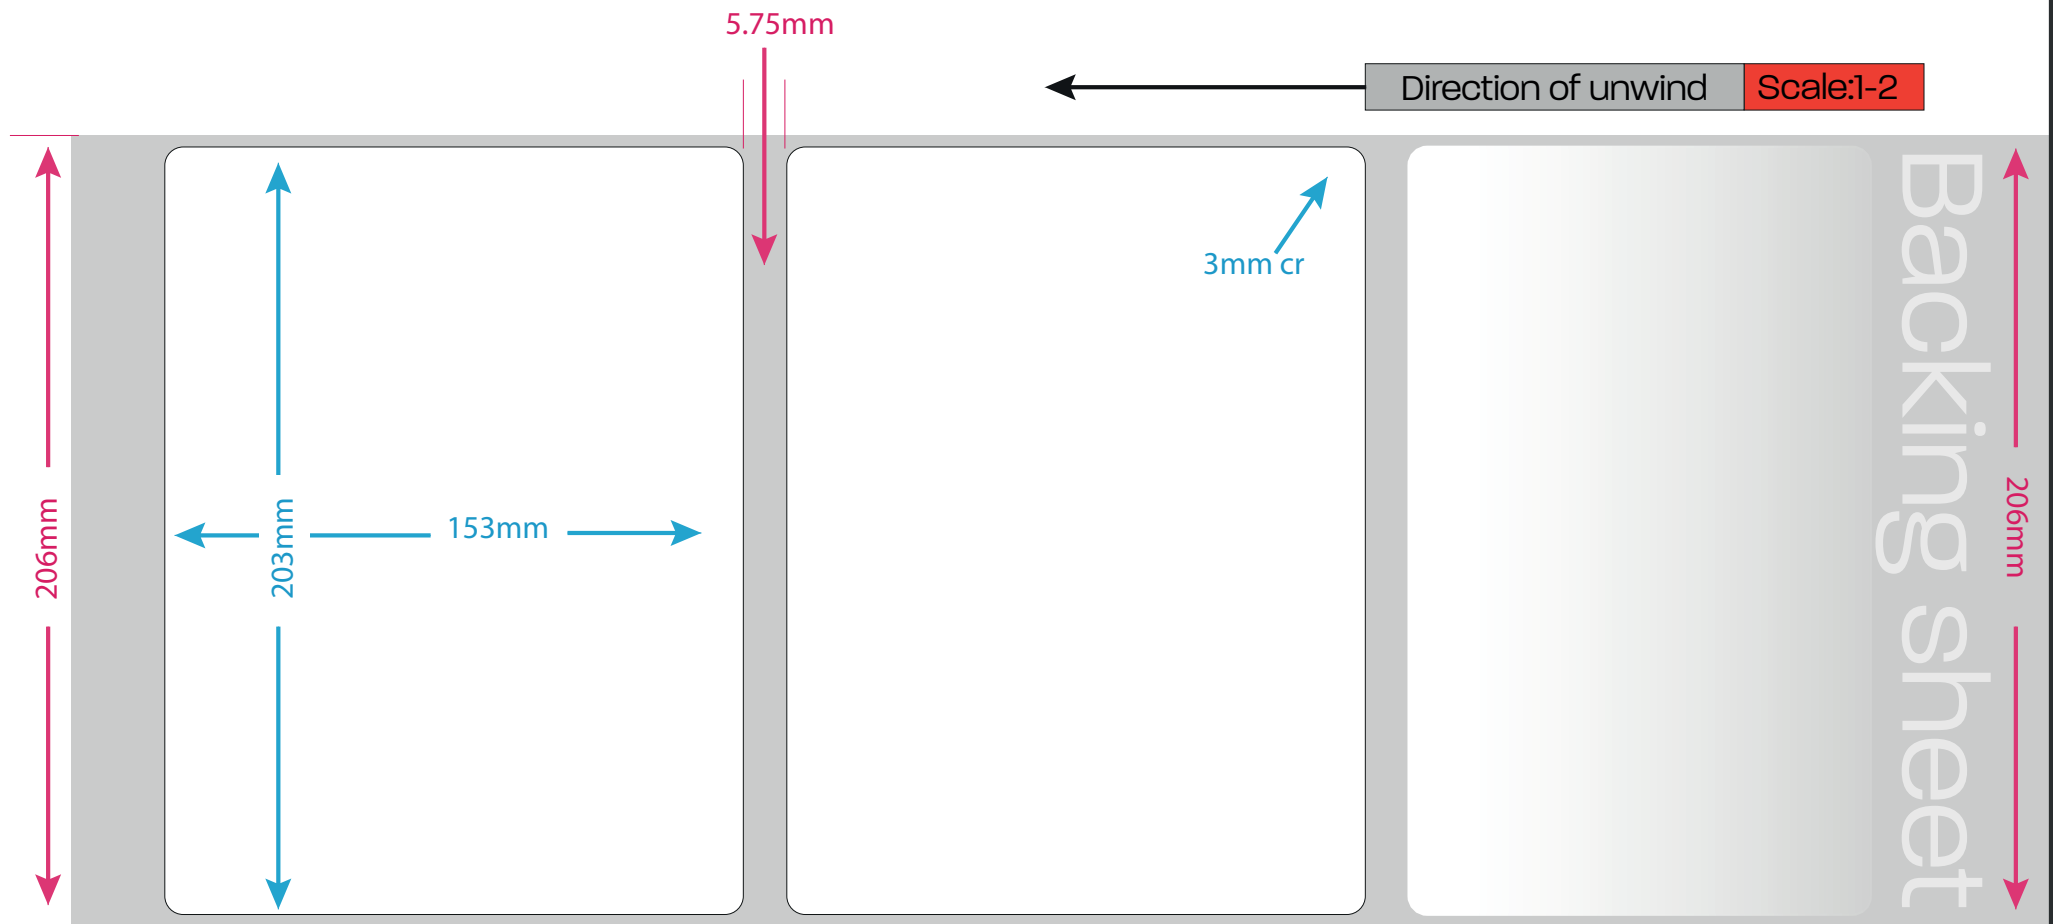 5.75mm
Direction of unwind
Scale:1-2
3mm cr
206mm
203mm
153mm
Backing sheet
206mm